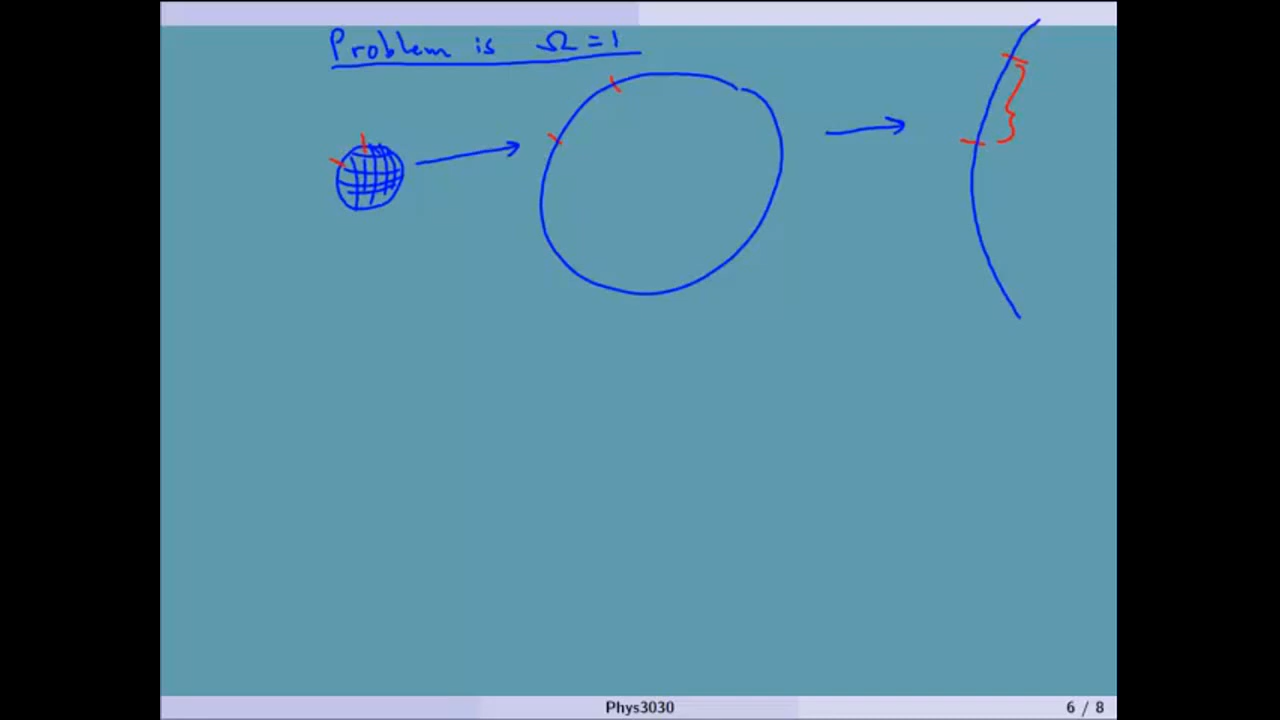 Problem is Ω = 1
Phys3030
6 / 8